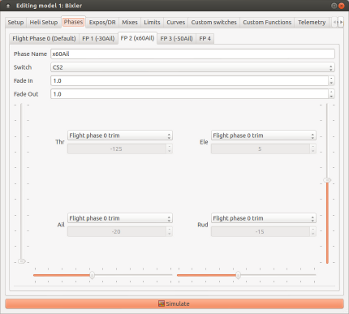 Editing model 1: Bixler
Setup Heli Setup Phases Expos/DR Mixes Limits Curves Custom switches Custom Functions Telemetry
Flight Phase 0 (Default) FP 1 (-30Ail) FP 2 (x60Ail) FP 3 (-50Ail) FP 4
Phase Name x60Ail
Switch CS2
Fade In 1.0
Fade Out 1.0
Thr Flight phase 0 trim Ele Flight phase 0 trim
-125
Ail Flight phase 0 trim Rud Flight phase 0 trim
-20 -15
Simulate